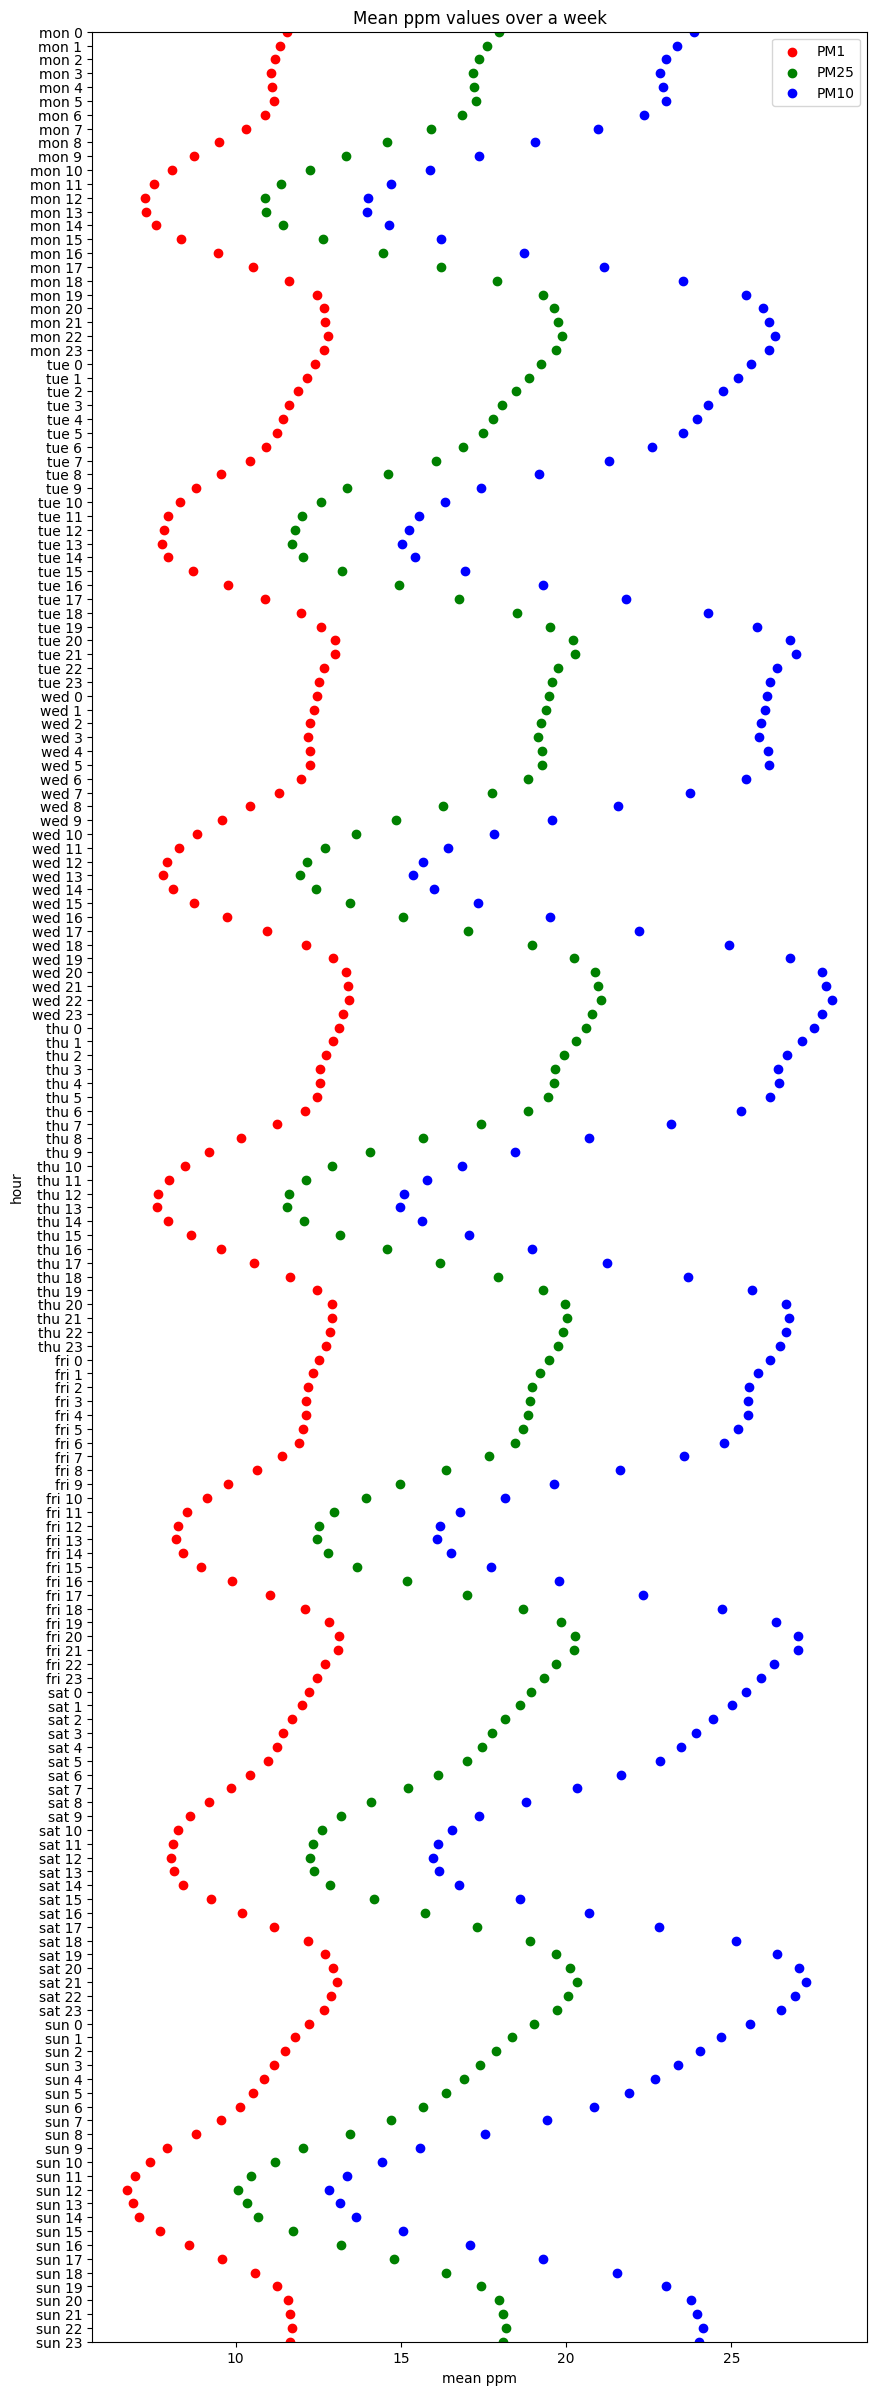 Mean ppm values over a week
PM1
PM25
PM10
mon 0
mon 1
mon 2
mon 3
mon 4
mon 5
mon 6
mon 7
mon 8
mon 9
mon 10
mon 11
mon 12
mon 13
mon 14
mon 15
mon 16
mon 17
mon 18
mon 19
mon 20
mon 21
mon 22
mon 23
tue 0
tue 1
tue 2
tue 3
tue 4
tue 5
tue 6
tue 7
tue 8
tue 9
tue 10
tue 11
tue 12
tue 13
tue 14
tue 15
tue 16
tue 17
tue 18
tue 19
tue 20
tue 21
tue 22
tue 23
wed 0
wed 1
wed 2
wed 3
wed 4
wed 5
wed 6
wed 7
wed 8
wed 9
wed 10
wed 11
wed 12
wed 13
wed 14
wed 15
wed 16
wed 17
wed 18
wed 19
wed 20
wed 21
wed 22
wed 23
thu 0
thu 1
thu 2
thu 3
thu 4
thu 5
thu 6
thu 7
thu 8
thu 9
thu 10
thu 11
thu 12
thu 13
thu 14
thu 15
thu 16
thu 17
thu 18
thu 19
thu 20
thu 21
thu 22
thu 23
fri 0
fri 1
fri 2
fri 3
fri 4
fri 5
fri 6
fri 7
fri 8
fri 9
fri 10
fri 11
fri 12
fri 13
fri 14
fri 15
fri 16
fri 17
fri 18
fri 19
fri 20
fri 21
fri 22
fri 23
sat 0
sat 1
sat 2
sat 3
sat 4
sat 5
sat 6
sat 7
sat 8
sat 9
sat 10
sat 11
sat 12
sat 13
sat 14
sat 15
sat 16
sat 17
sat 18
sat 19
sat 20
sat 21
sat 22
sat 23
sun 0
sun 1
sun 2
sun 3
sun 4
sun 5
sun 6
sun 7
sun 8
sun 9
sun 10
sun 11
sun 12
sun 13
sun 14
sun 15
sun 16
sun 17
sun 18
sun 19
sun 20
sun 21
sun 22
sun 23
hour
10
15
20
25
mean ppm